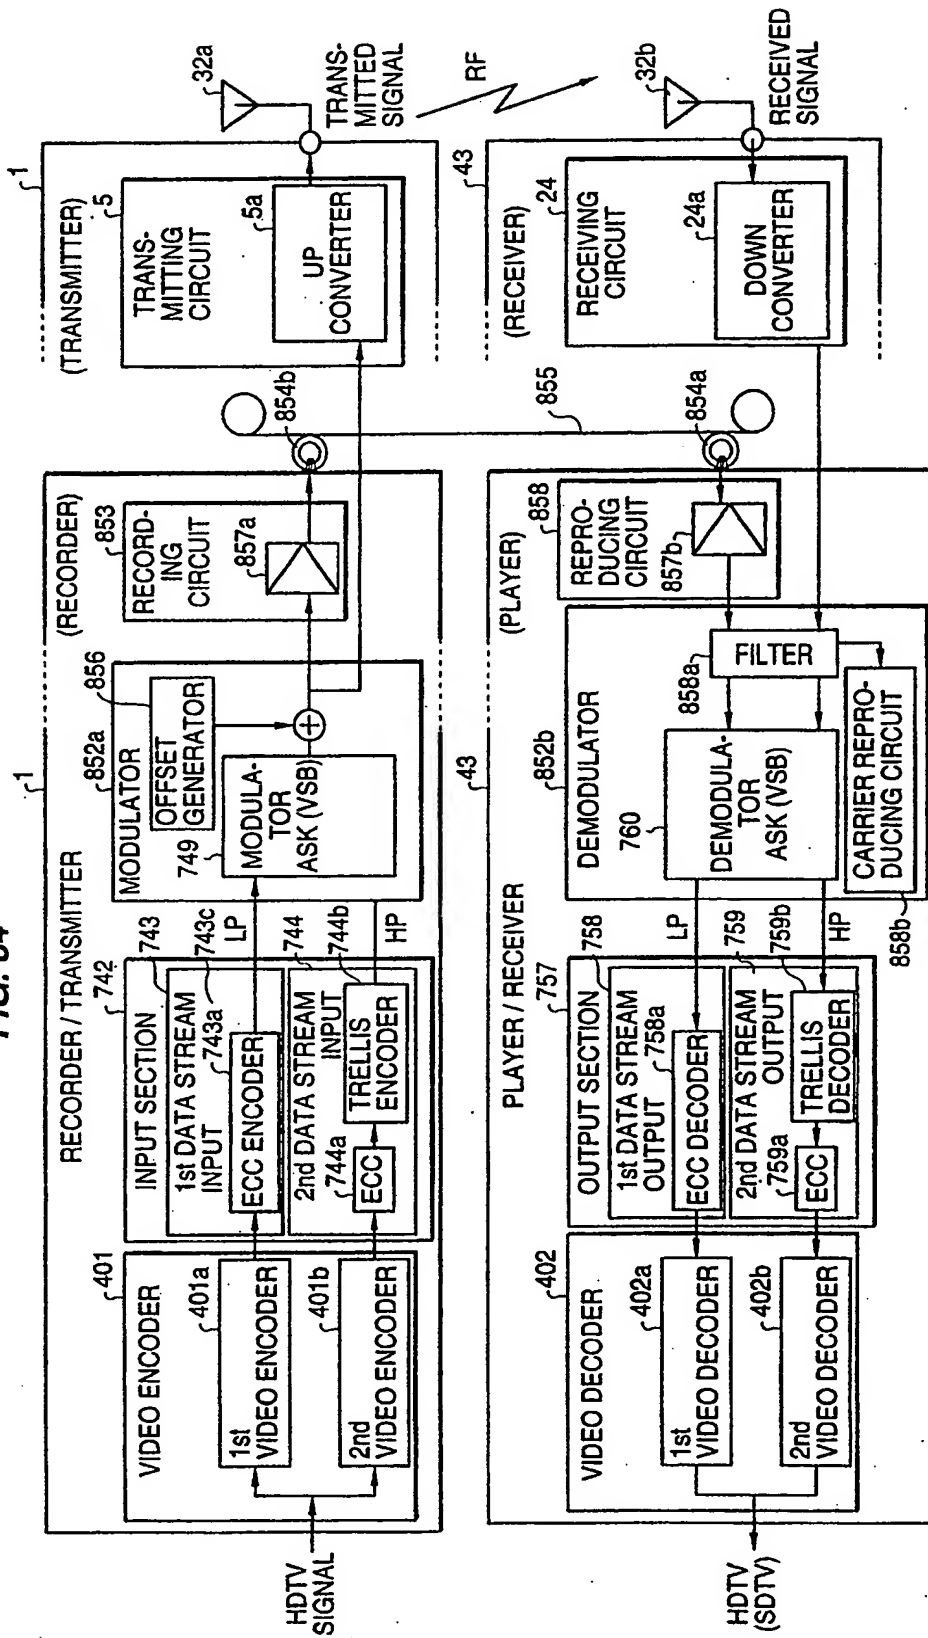 FIG. 84
RECORDER / TRANSMITTER
1
(RECORDER)
(TRANSMITTER)
1
HDTV
SIGNAL
401
VIDEO ENCODER
401a
1st
VIDEO ENCODER
401b
2nd
VIDEO ENCODER
742
INPUT SECTION
743
1st DATA STREAM
INPUT
743c
743a
ECC ENCODER
LP
744
2nd DATA STREAM
INPUT
744a
ECC
744b
TRELLIS
ENCODER
HP
852a
MODULATOR
856
OFFSET
GENERATOR
749
MODULA-
TOR
ASK (VSB)
853
RECORD-
ING
CIRCUIT
857a
854b
5
TRANS-
MITTING
CIRCUIT
5a
UP
CONVERTER
32a
TRANS-
MITTED
SIGNAL
RF
855
PLAYER / RECEIVER
43
(PLAYER)
(RECEIVER)
43
HDTV
(SDTV)
402
VIDEO DECODER
402a
1st
VIDEO DECODER
402b
2nd
VIDEO DECODER
757
OUTPUT SECTION
758
1st DATA STREAM
OUTPUT
758a
ECC DECODER
LP
759
2nd DATA STREAM
OUTPUT
759a
ECC
759b
TRELLIS
DECODER
HP
852b
DEMODULATOR
760
DEMODULA-
TOR
ASK (VSB)
858a
FILTER
CARRIER REPRO-
DUCING CIRCUIT
858b
858
REPRO-
DUCING
CIRCUIT
857b
854a
24
RECEIVING
CIRCUIT
24a
DOWN
CONVERTER
32b
RECEIVED
SIGNAL